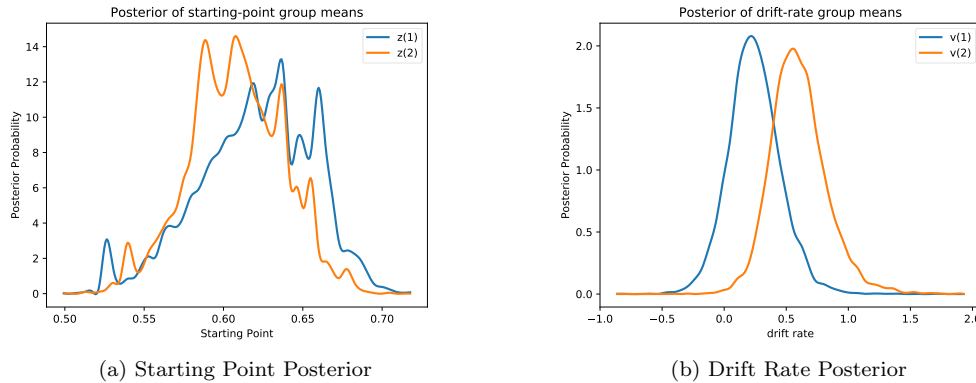 Posterior of starting-point group means
z(1)
z(2)
14
12
10
8
6
4
2
0
Posterior Probability
0.50
0.55
0.60
0.65
0.70
Starting Point
(a) Starting Point Posterior
Posterior of drift-rate group means
v(1)
v(2)
2.0
1.5
1.0
0.5
0.0
Posterior Probability
−1.0
−0.5
0.0
0.5
1.0
1.5
2.0
drift rate
(b) Drift Rate Posterior